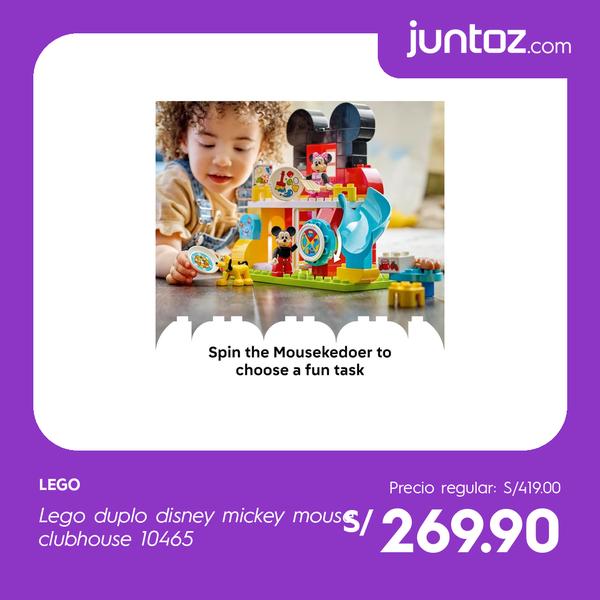 juntoz.com
Spin the Mousekedoer to
choose a fun task
LEGO
Precio regular: S/419.00
Lego duplo disney mickey mouse
clubhouse 10465
S/ 269.90